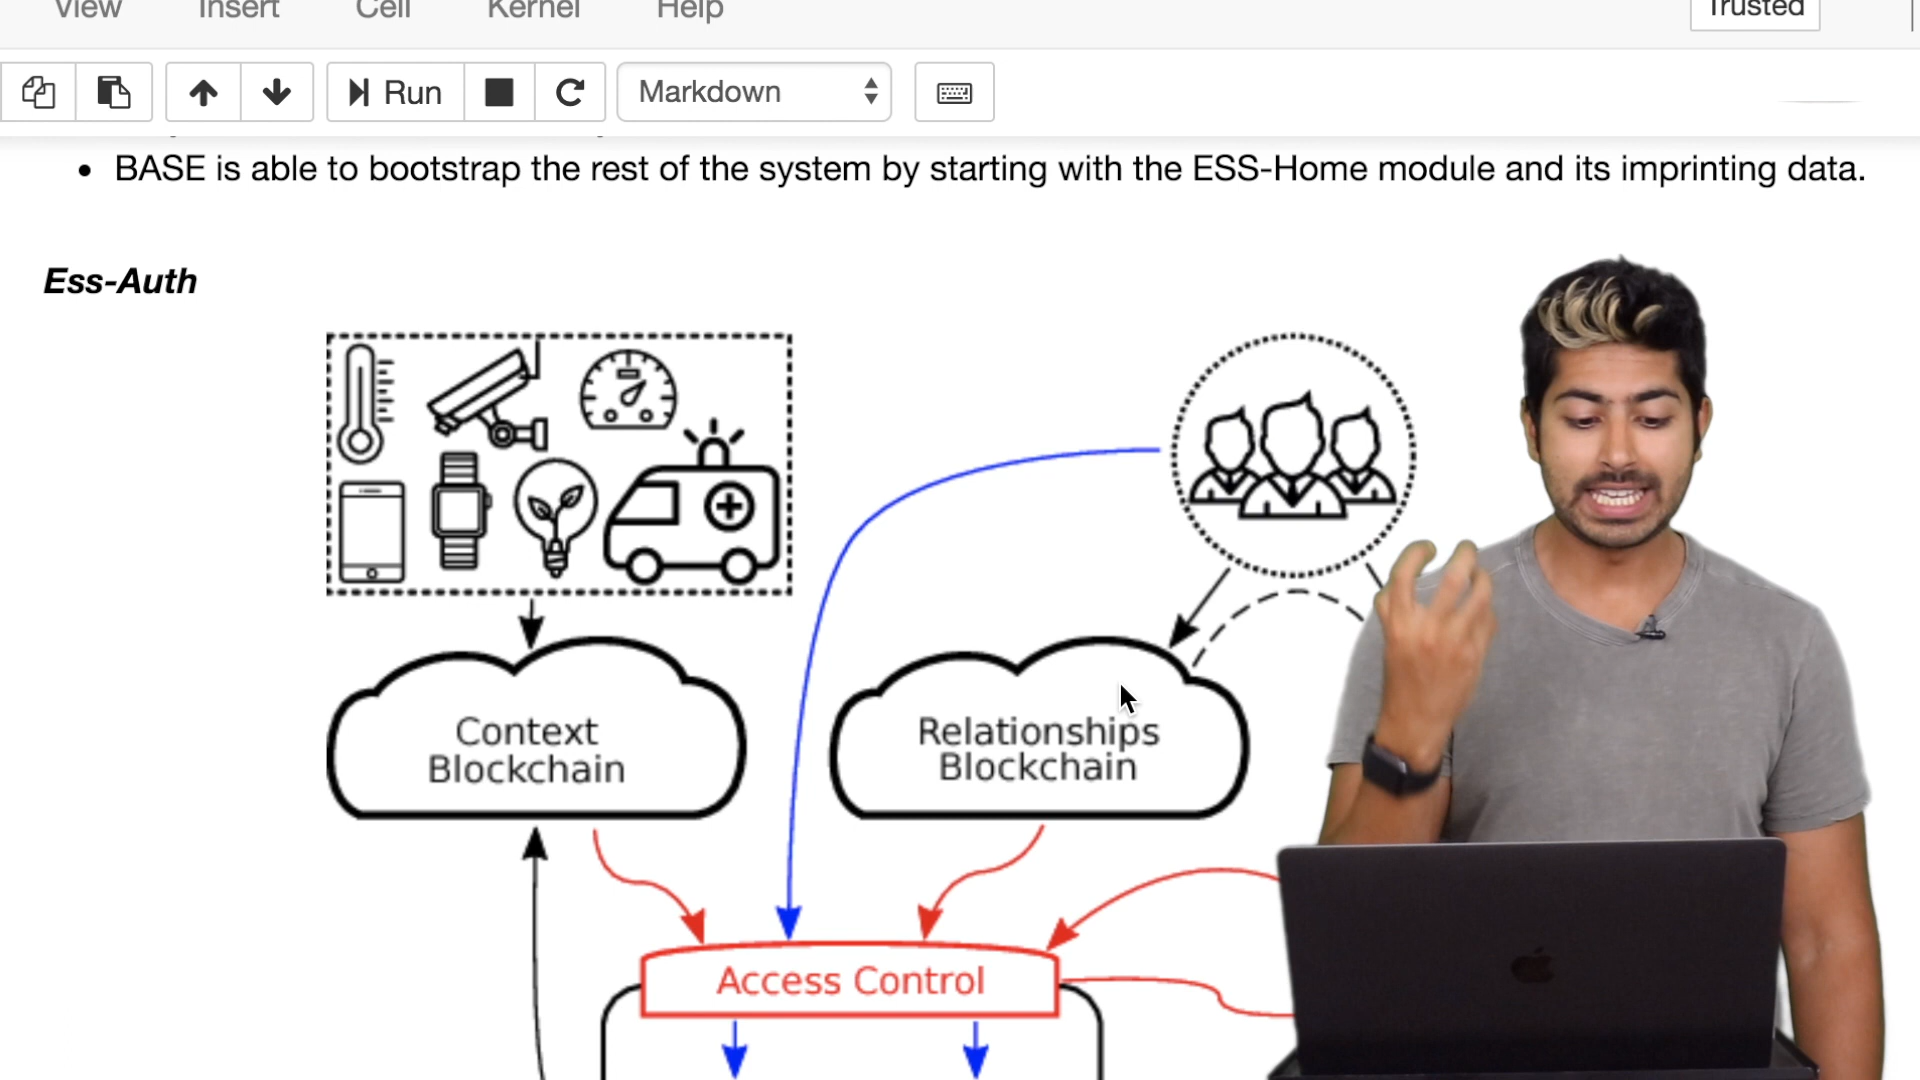 View Insert Cell Kernel Help Trusted
Run Markdown
• BASE is able to bootstrap the rest of the system by starting with the ESS-Home module and its imprinting data.
Ess-Auth
Context
Blockchain
Relationships
Blockchain
Access Control